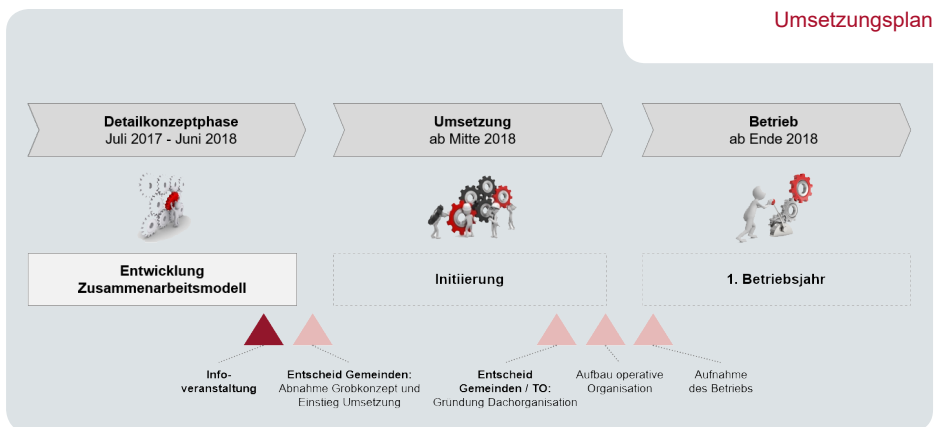 Umsetzungsplan
Detailkonzeptphase
Juli 2017 - Juni 2018
Umsetzung
ab Mitte 2018
Betrieb
ab Ende 2018
Entwicklung
Zusammenarbeitsmodell
Initiierung
1. Betriebsjahr
Info-
veranstaltung
Entscheid Gemeinden:
Abnahme Grobkonzept und
Einstieg Umsetzung
Entscheid
Gemeinden / TO:
Gründung Dachorganisation
Aufbau operative
Organisation
Aufnahme
des Betriebs